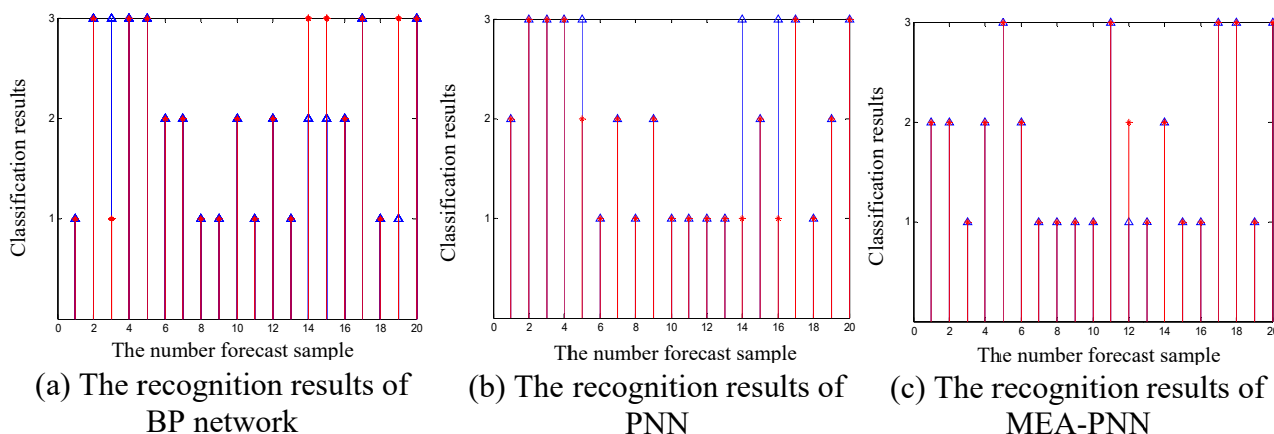 3
2
1
Classification results
0 2 4 6 8 10 12 14 16 18 20
The number forecast sample
(a) The recognition results of
BP network
3
2
1
Classification results
0 2 4 6 8 10 12 14 16 18 20
The number forecast sample
(b) The recognition results of
PNN
3
2
1
Classification results
0 2 4 6 8 10 12 14 16 18 20
The number forecast sample
(c) The recognition results of
MEA-PNN